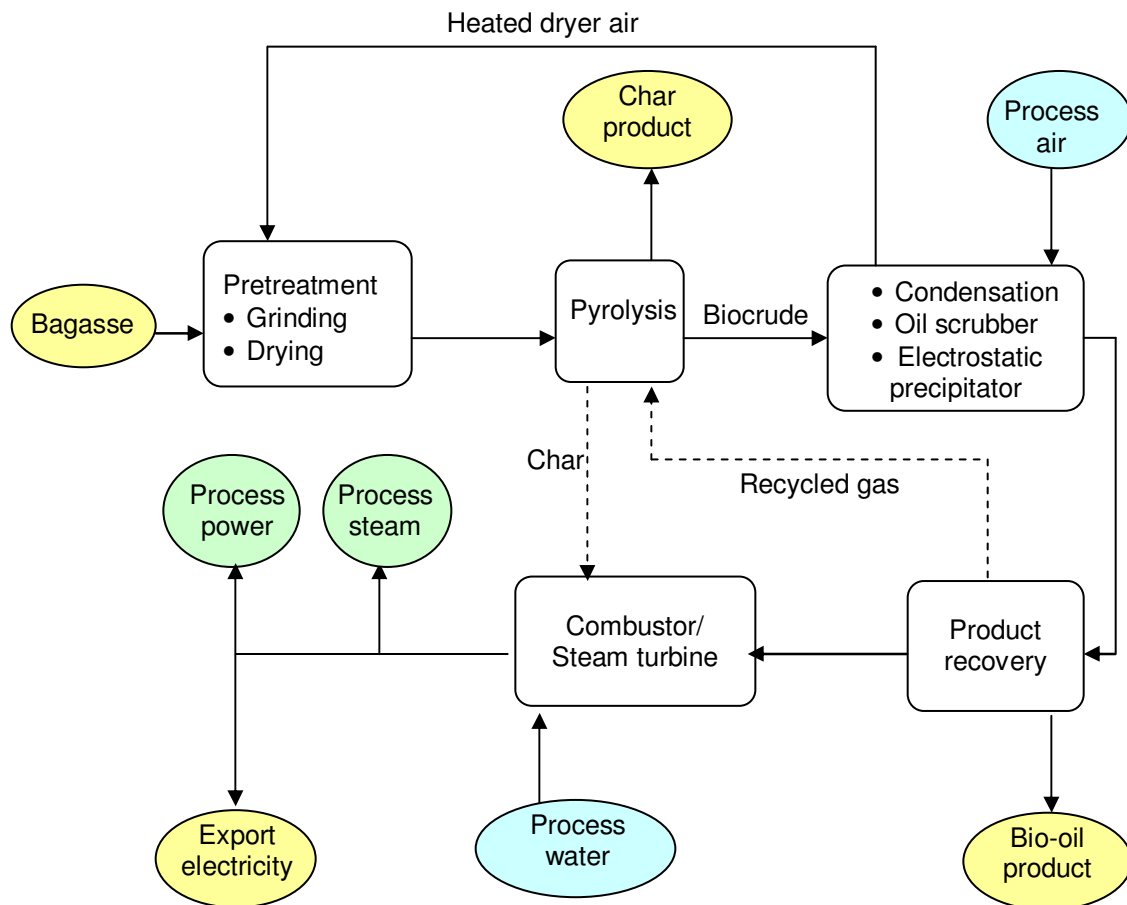 Heated dryer air
Char
product
Process
air
Pretreatment
• Grinding
• Drying
Bagasse
Pyrolysis
Biocrude
• Condensation
• Oil scrubber
• Electrostatic
precipitator
Char
Recycled gas
Process
power
Process
steam
Combustor/
Steam turbine
Product
recovery
Export
electricity
Process
water
Bio-oil
product